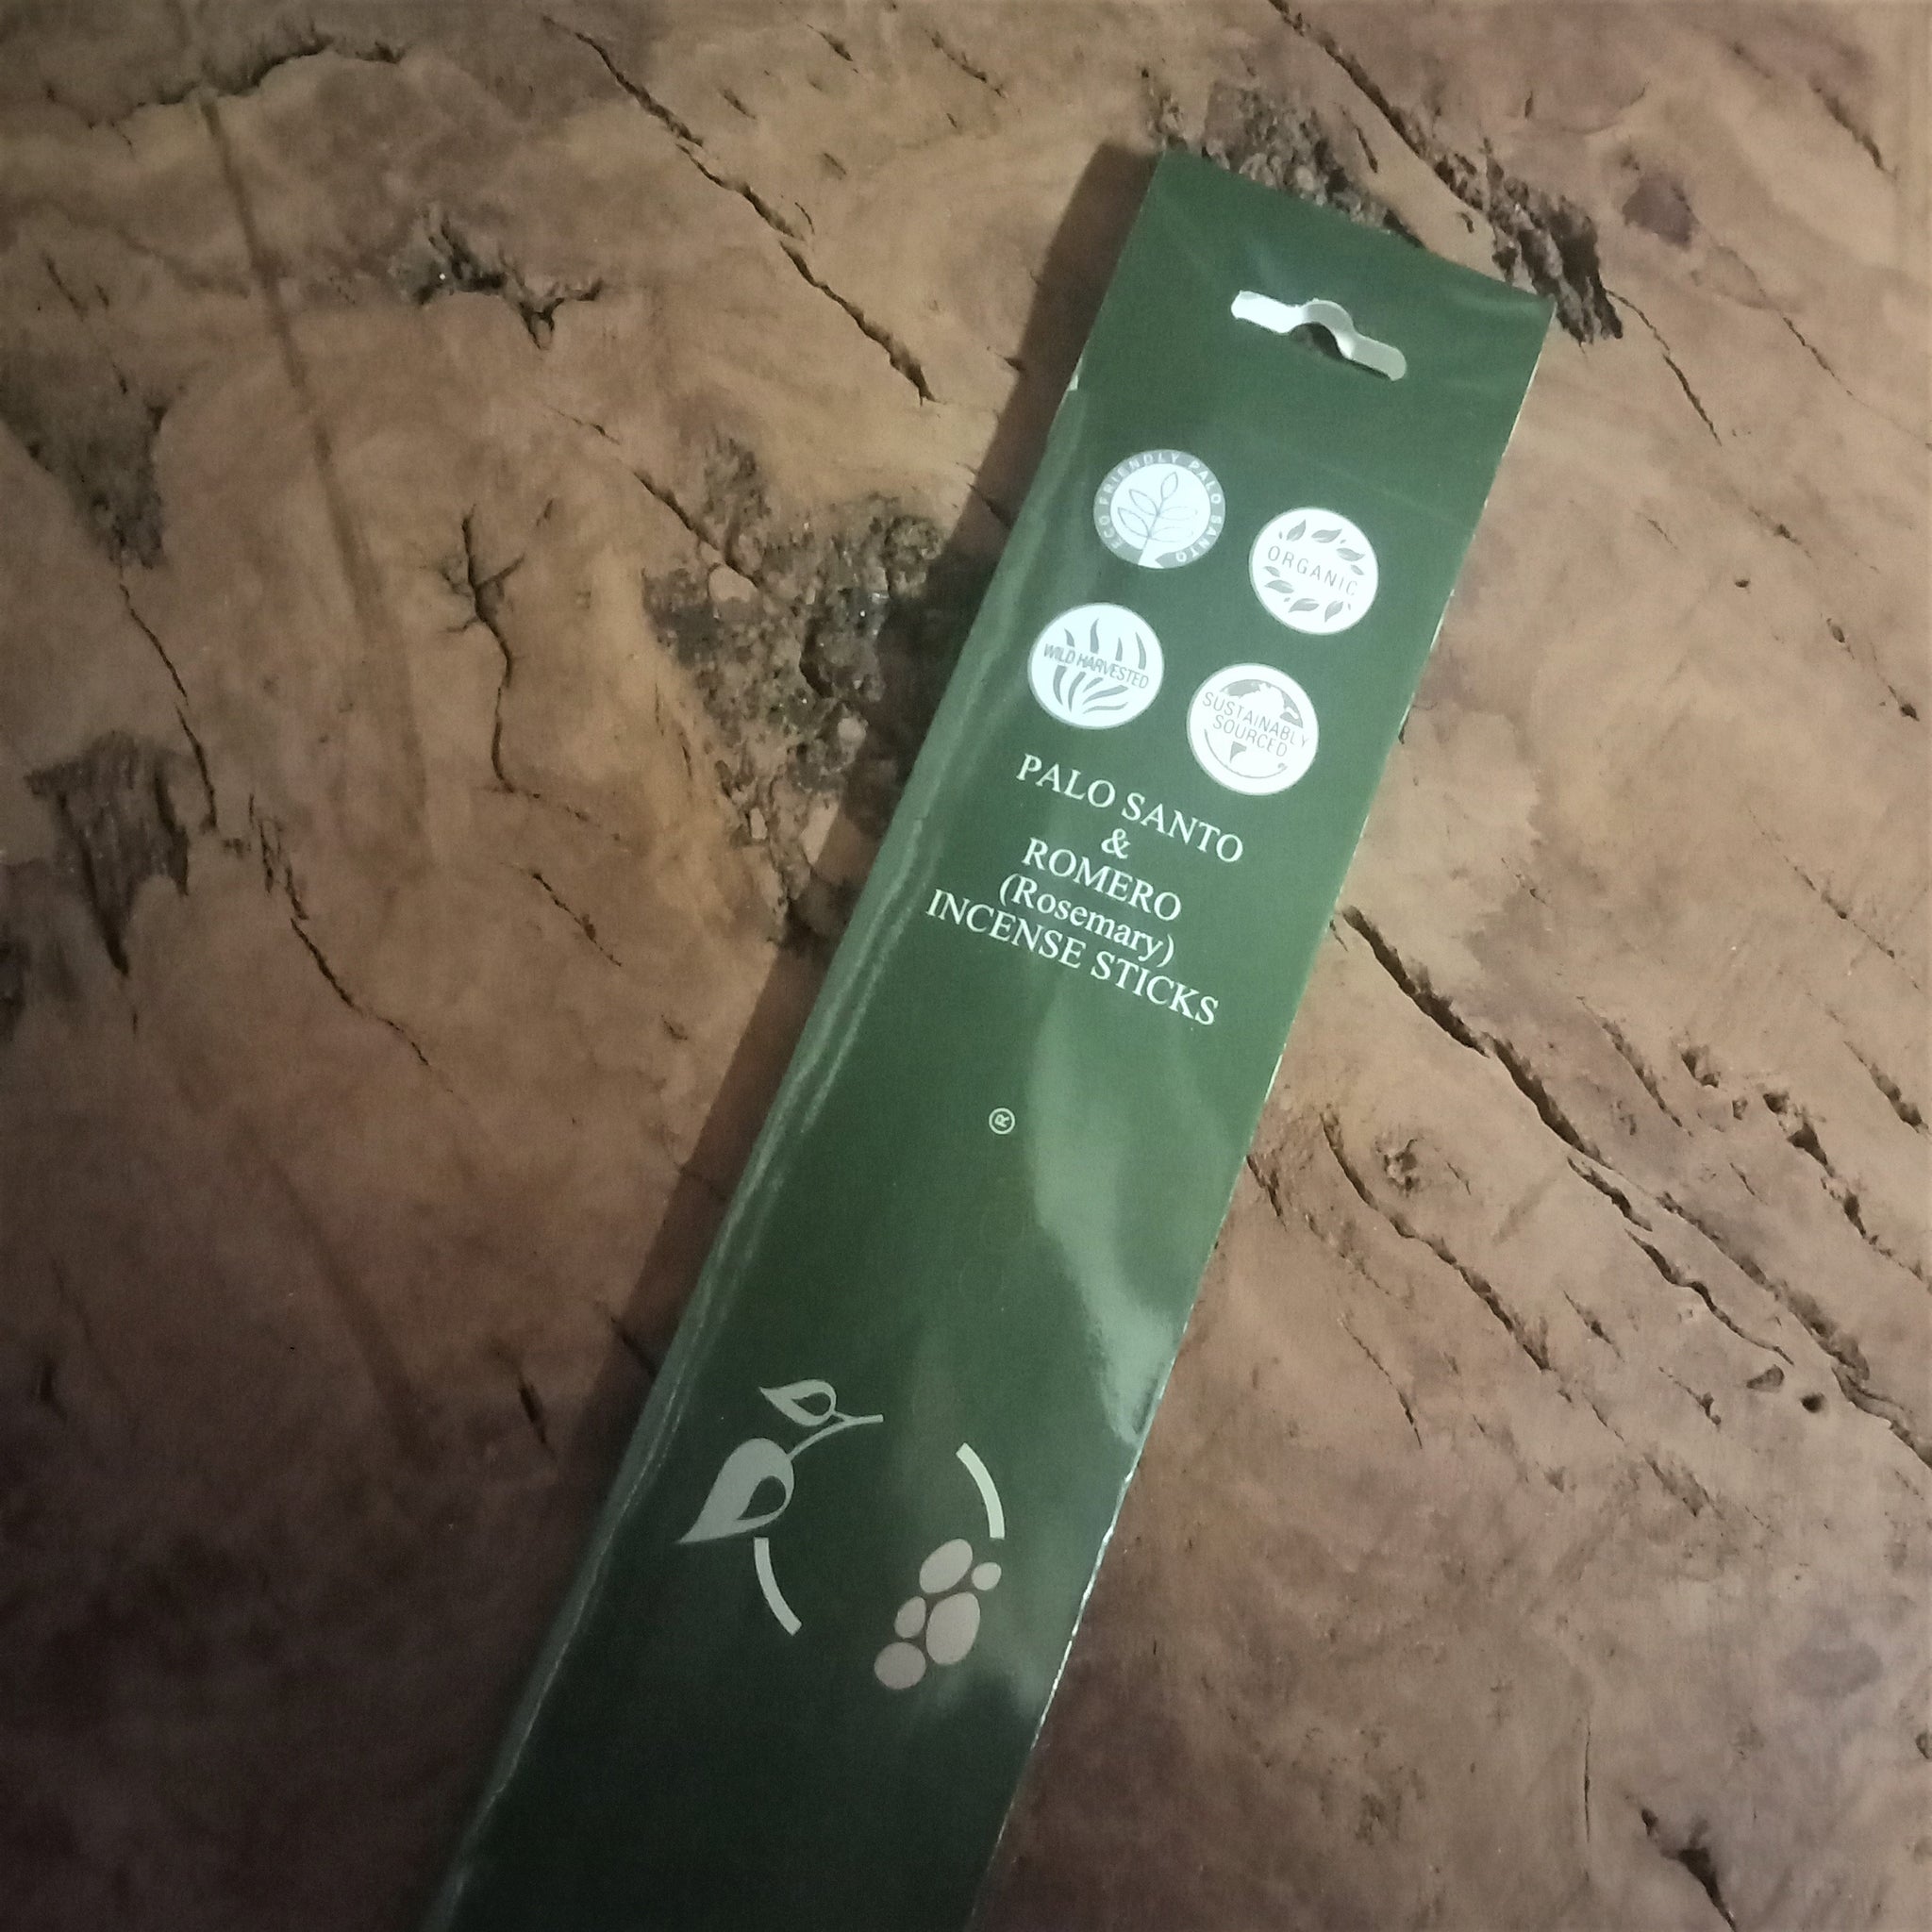 ECO FRIENDLY PALO SANTO
ORGANIC
WILD HARVESTED
SUSTAINABLY
SOURCED
PALO SANTO
&
ROMERO
(Rosemary)
INCENSE STICKS
®